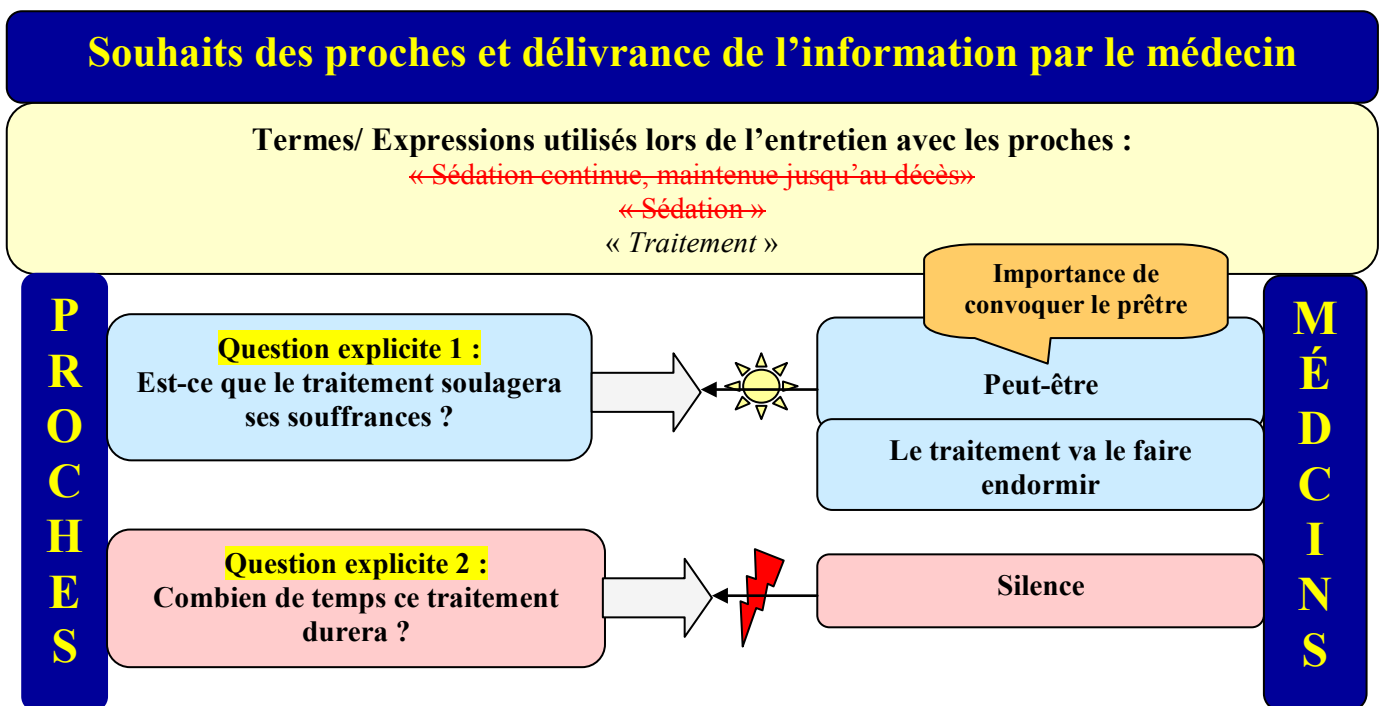 Souhaits des proches et délivrance de l’information par le médecin
Termes/ Expressions utilisés lors de l’entretien avec les proches :
« Sédation continue, maintenue jusqu’au décès»
« Sédation »
« Traitement »
Importance de
convoquer le prêtre
PROCHES
Question explicite 1 :
Est-ce que le traitement soulagera
ses souffrances ?
Peut-être
Le traitement va le faire
endormir
MÉDCINS
Question explicite 2 :
Combien de temps ce traitement
durera ?
Silence